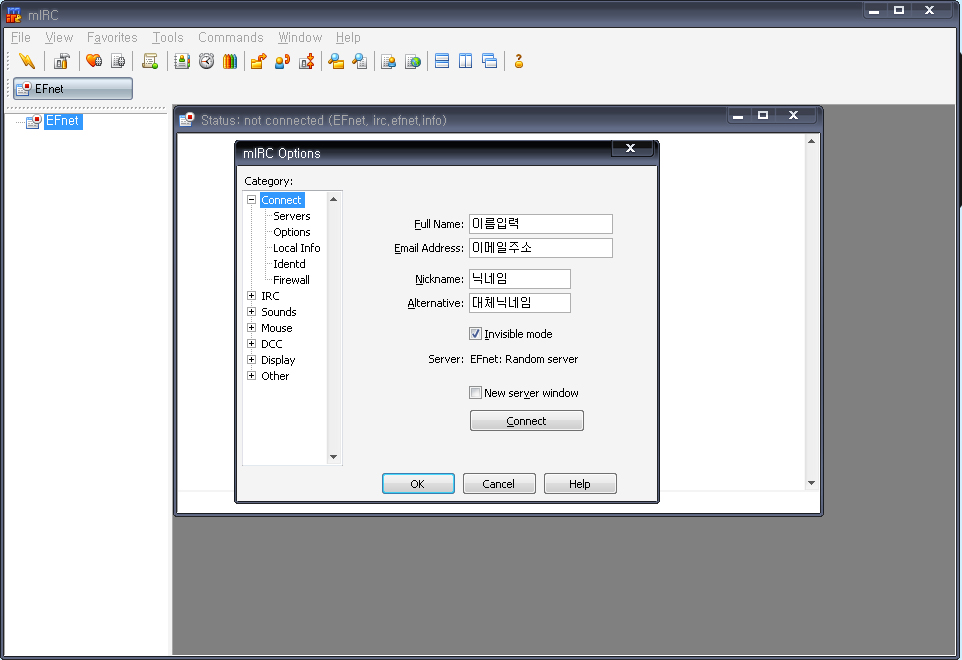 mIRC
File View Favorites Tools Commands Window Help
EFnet
EFnet
Status: not connected (EFnet, irc.efnet.info)
mIRC Options
Category:
Connect
Servers
Options
Local Info
Identd
Firewall
IRC
Sounds
Mouse
DCC
Display
Other
Full Name: 이름입력
Email Address: 이메일주소
Nickname: 닉네임
Alternative: 대체닉네임
Invisible mode
Server: EFnet: Random server
New server window
Connect
OK Cancel Help